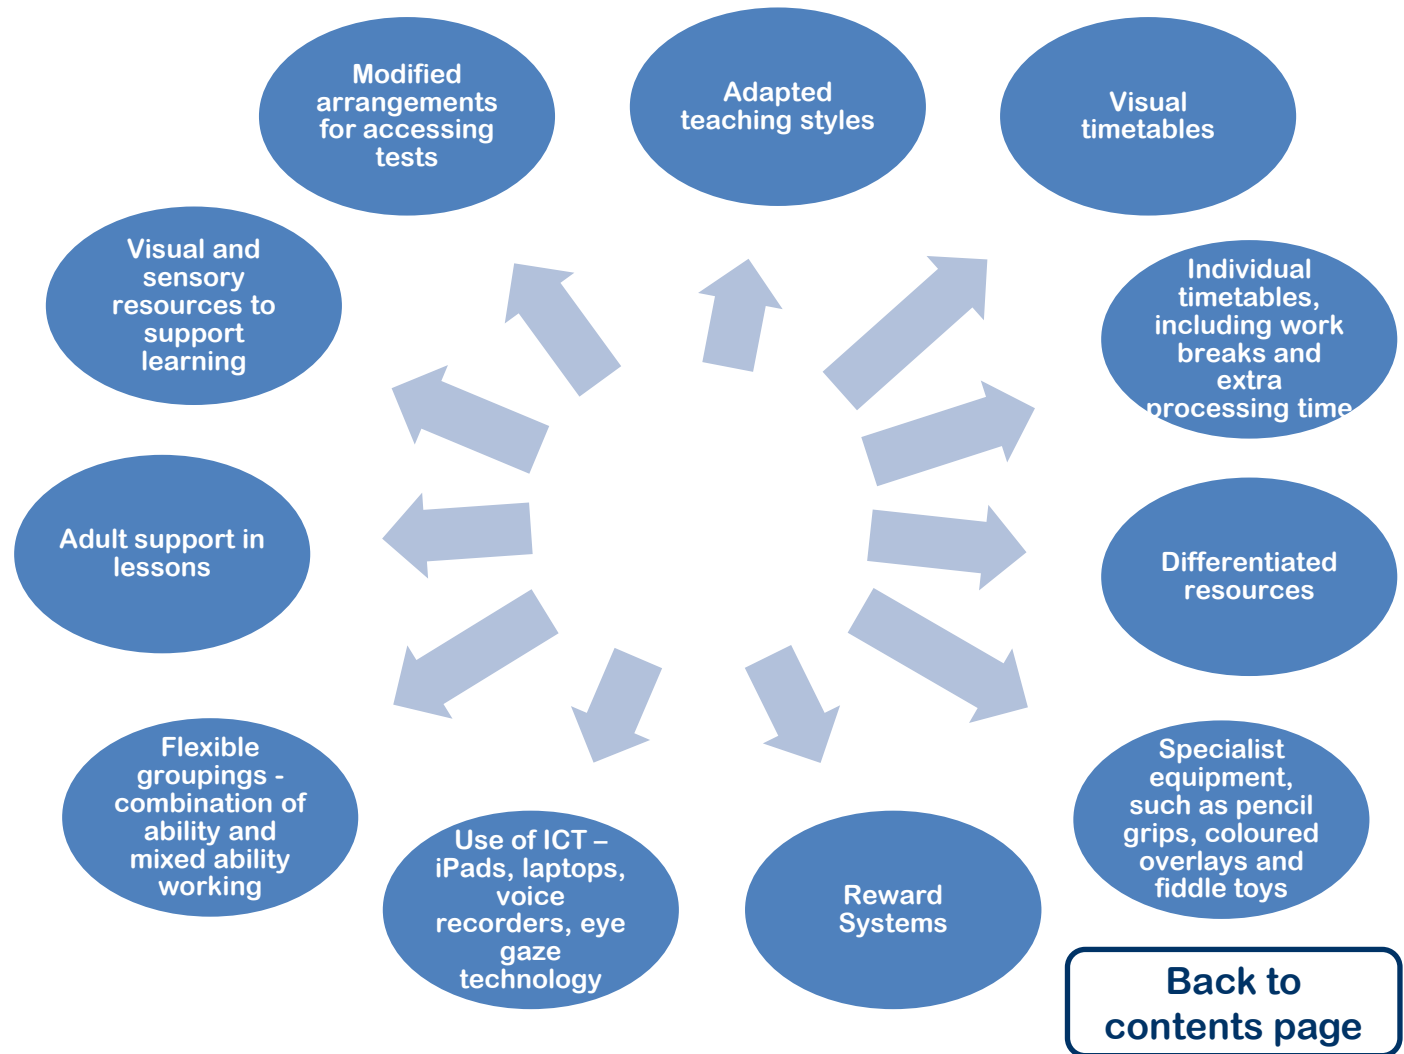 Modified
arrangements
for accessing
tests
Adapted
teaching styles
Visual
timetables
Individual
timetables,
including work
breaks and
extra
processing time
Differentiated
resources
Specialist
equipment,
such as pencil
grips, coloured
overlays and
fiddle toys
Reward
Systems
Use of ICT –
iPads, laptops,
voice
recorders, eye
gaze
technology
Flexible
groupings -
combination of
ability and
mixed ability
working
Adult support in
lessons
Visual and
sensory
resources to
support
learning
Back to
contents page